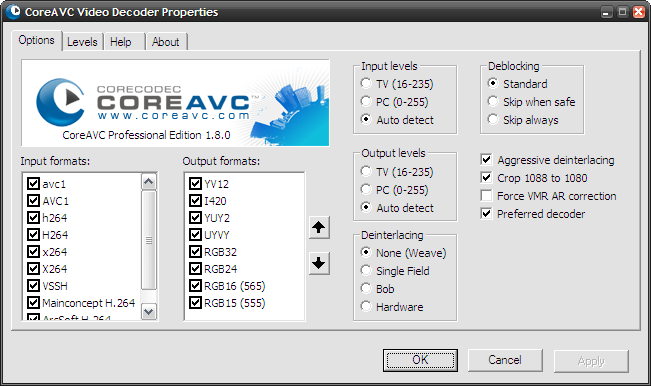 CoreAVC Video Decoder Properties
Options
Levels
Help
About
CORECODEC
COREAVC™
www.coreavc.com
CoreAVC Professional Edition 1.8.0
Input formats:
avc1
AVC1
h264
H264
x264
X264
VSSH
Mainconcept H.264
ArcSoft H.264
Output formats:
YV12
I420
YUY2
UYVY
RGB32
RGB24
RGB16 (565)
RGB15 (555)
Input levels
TV (16-235)
PC (0-255)
Auto detect
Output levels
TV (16-235)
PC (0-255)
Auto detect
Deinterlacing
None (Weave)
Single Field
Bob
Hardware
Deblocking
Standard
Skip when safe
Skip always
Aggressive deinterlacing
Crop 1088 to 1080
Force VMR AR correction
Preferred decoder
OK
Cancel
Apply